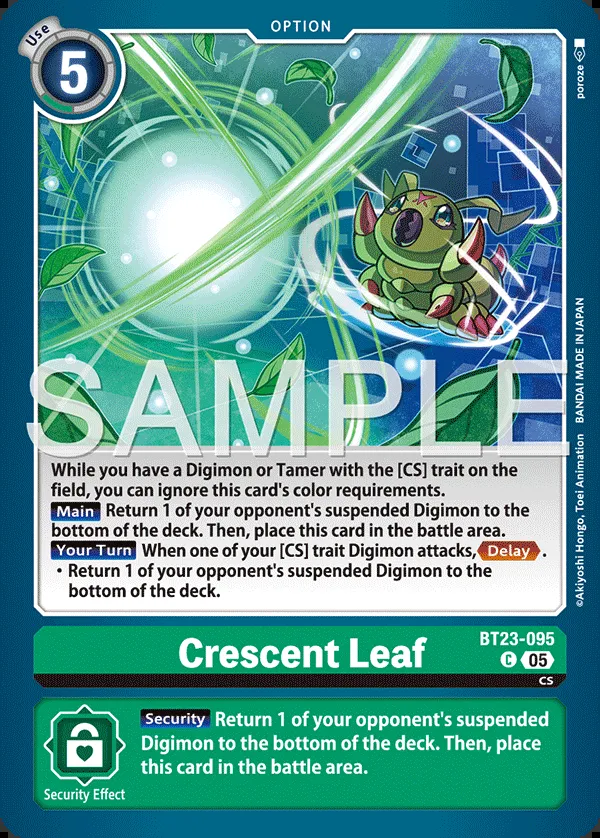 OPTION
Use
5
poroze
SAMPLE
©Akiyoshi Hongo, Toei Animation BANDAI MADE IN JAPAN
While you have a Digimon or Tamer with the [CS] trait on the
field, you can ignore this card's color requirements.
Main Return 1 of your opponent's suspended Digimon to the
bottom of the deck. Then, place this card in the battle area.
Your Turn When one of your [CS] trait Digimon attacks, Delay.
・Return 1 of your opponent's suspended Digimon to the
bottom of the deck.
Crescent Leaf
BT23-095
C 05
CS
Security Return 1 of your opponent's suspended
Digimon to the bottom of the deck. Then, place
this card in the battle area.
Security Effect